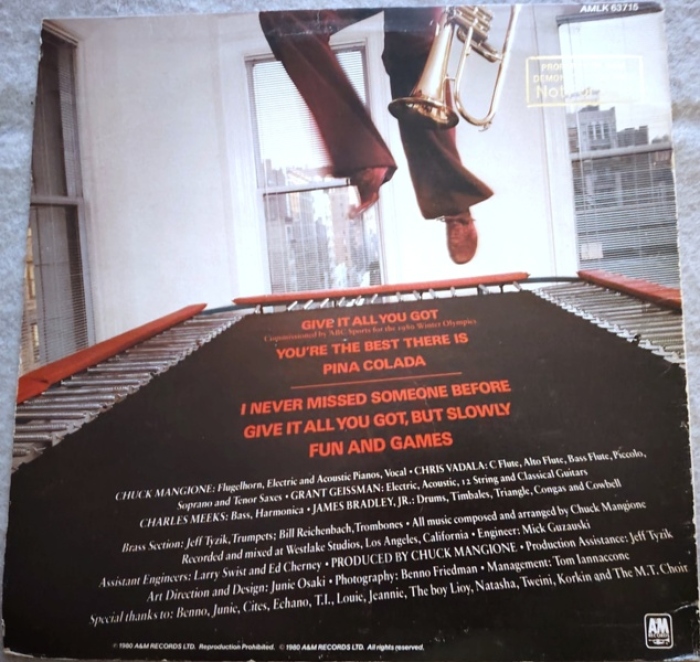 AMLK 63715
GIVE IT ALL YOU GOT
Commissioned by ABC Sports for the 1980 Winter Olympics
YOU'RE THE BEST THERE IS
PINA COLADA
I NEVER MISSED SOMEONE BEFORE
GIVE IT ALL YOU GOT, BUT SLOWLY
FUN AND GAMES
CHUCK MANGIONE: Flugelhorn, Electric and Acoustic Pianos, Vocal • CHRIS VADALA: C Flute, Alto Flute, Bass Flute, Piccolo,
Soprano and Tenor Saxes • GRANT GEISSMAN: Electric, Acoustic, 12 String and Classical Guitars
CHARLES MEEKS: Bass, Harmonica • JAMES BRADLEY, JR.: Drums, Timbales, Triangle, Congas and Cowbell
Brass Section: Jeff Tyzik, Trumpets; Bill Reichenbach, Trombones • All music composed and arranged by Chuck Mangione
Recorded and mixed at Westlake Studios, Los Angeles, California • Engineer: Mick Guzauski
Assistant Engineers: Larry Swist and Ed Cherney • PRODUCED BY CHUCK MANGIONE • Production Assistance: Jeff Tyzik
Art Direction and Design: Junie Osaki • Photography: Benno Friedman • Management: Tom Iannaccone
Special thanks to: Benno, Junie, Cites, Echano, T.I., Louie, Jeannie, The boy Lioy, Natasha, Tweini, Korkin and The M.T. Choir
℗ 1980 A&M RECORDS LTD. Reproduction Prohibited. © 1980 A&M RECORDS LTD. All rights reserved.
AM
RECORDS